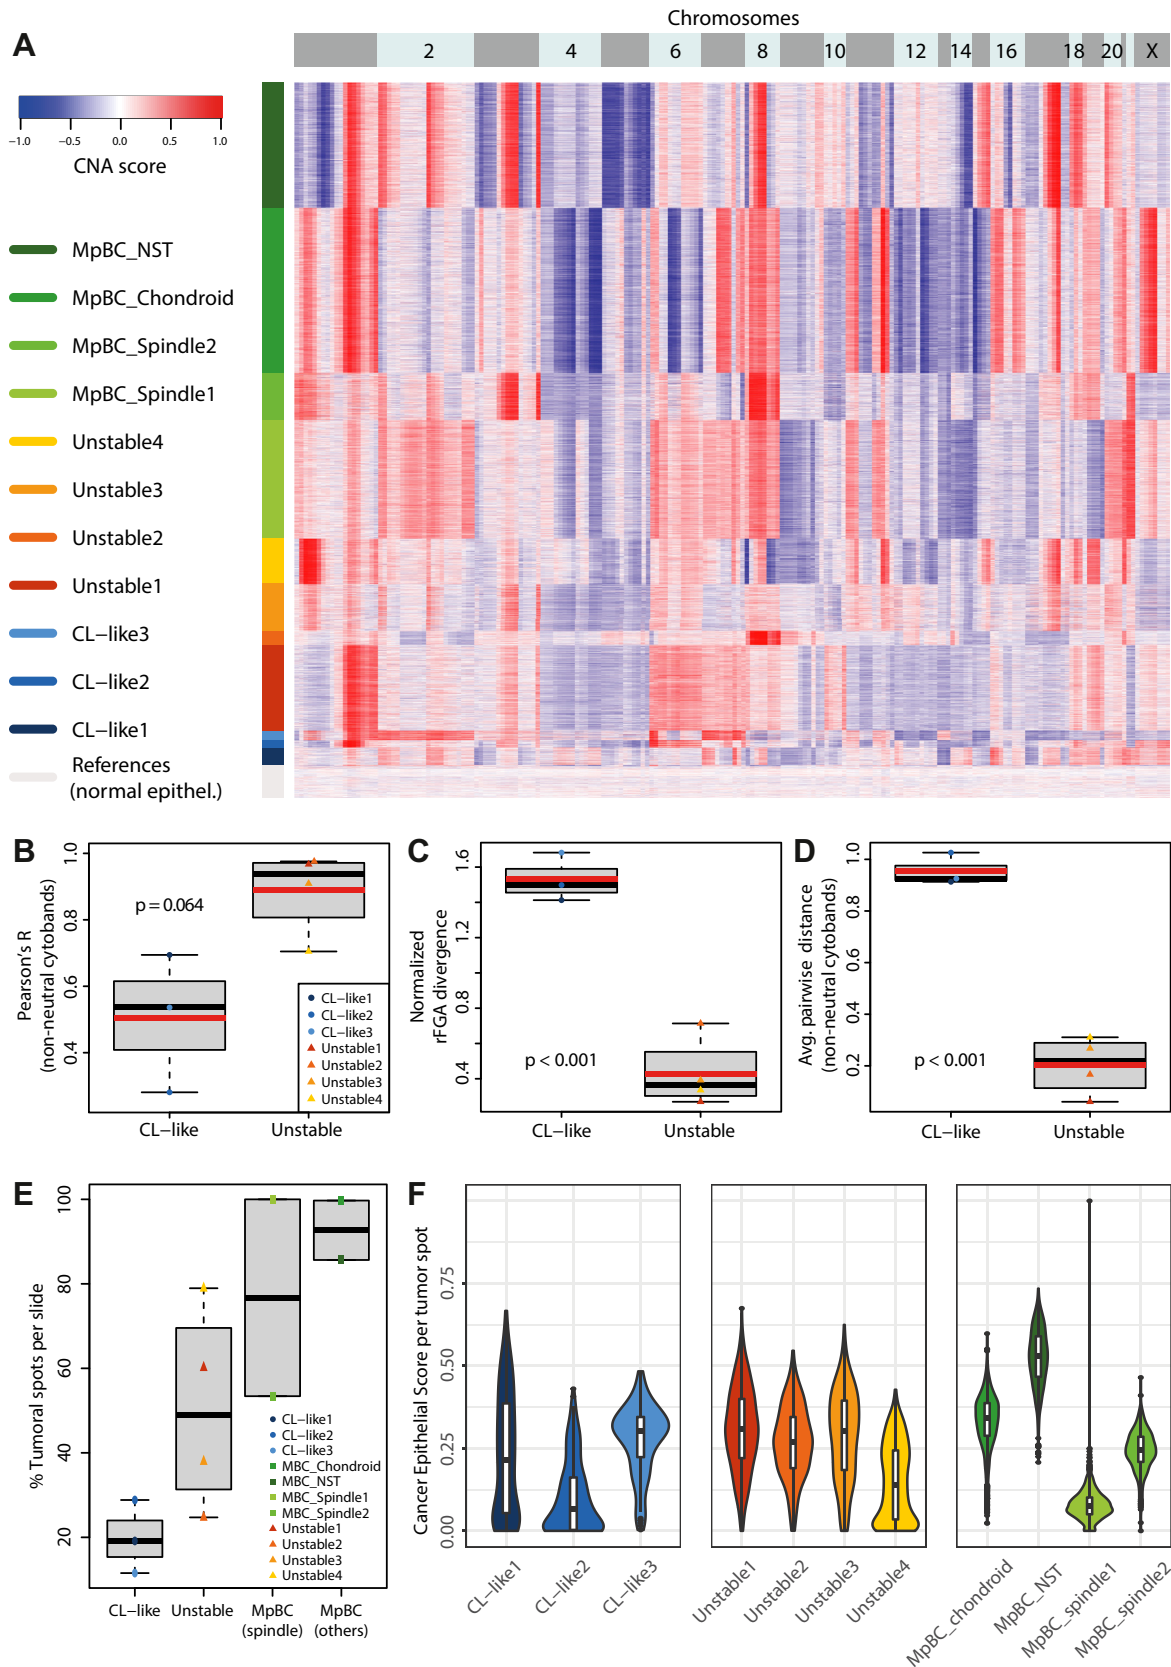 Chromosomes
A
2 4 6 8 10 12 14 16 18 20 X
−1.0 −0.5 0.0 0.5 1.0
CNA score
MpBC_NST
MpBC_Chondroid
MpBC_Spindle2
MpBC_Spindle1
Unstable4
Unstable3
Unstable2
Unstable1
CL−like3
CL−like2
CL−like1
References
(normal epithel.)
B
Pearson's R
(non-neutral cytobands)
1.0
0.8
0.6
0.4
p = 0.064
CL−like1
CL−like2
CL−like3
Unstable1
Unstable2
Unstable3
Unstable4
CL−like Unstable
C
Normalized
rFGA divergence
1.6
1.2
0.8
0.4
p < 0.001
CL−like Unstable
D
Avg. pairwise distance
(non-neutral cytobands)
1.0
0.8
0.6
0.4
0.2
p < 0.001
CL−like Unstable
E
% Tumoral spots per slide
100
80
60
40
20
CL−like1
CL−like2
CL−like3
MBC_Chondroid
MBC_NST
MBC_Spindle1
MBC_Spindle2
Unstable1
Unstable2
Unstable3
Unstable4
CL−like Unstable MpBC MpBC
(spindle) (others)
F
Cancer Epithelial Score per tumor spot
0.75
0.50
0.25
0.00
CL−like1 CL−like2 CL−like3
Unstable1 Unstable2 Unstable3 Unstable4
MpBC_chondroid MpBC_NST MpBC_spindle1 MpBC_spindle2